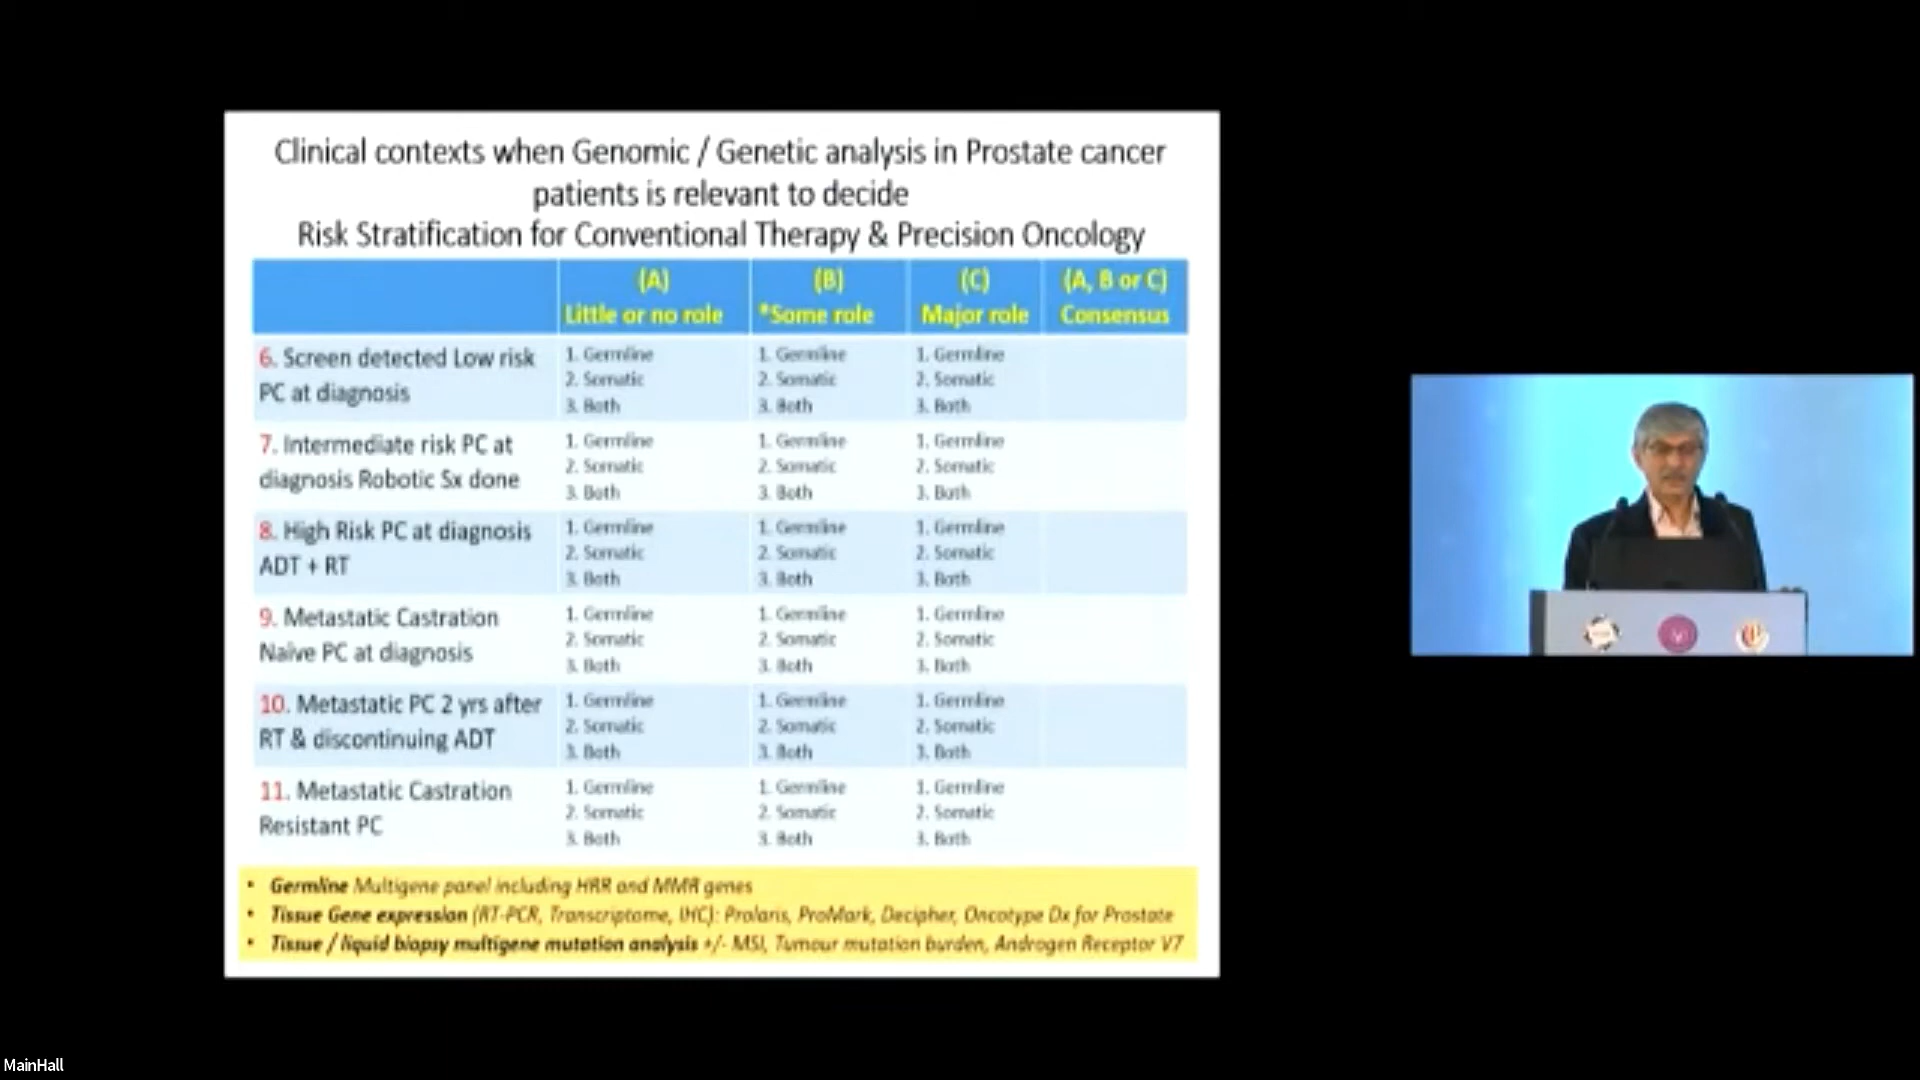 Clinical contexts when Genomic / Genetic analysis in Prostate cancer
patients is relevant to decide
Risk Stratification for Conventional Therapy & Precision Oncology
(A)
Little or no role
(B)
*Some role
(C)
Major role
(A, B or C)
Consensus
6. Screen detected Low risk
PC at diagnosis
1. Germline
2. Somatic
3. Both
1. Germline
2. Somatic
3. Both
1. Germline
2. Somatic
3. Both
7. Intermediate risk PC at
diagnosis Robotic Sx done
1. Germline
2. Somatic
3. Both
1. Germline
2. Somatic
3. Both
1. Germline
2. Somatic
3. Both
8. High Risk PC at diagnosis
ADT + RT
1. Germline
2. Somatic
3. Both
1. Germline
2. Somatic
3. Both
1. Germline
2. Somatic
3. Both
9. Metastatic Castration
Naive PC at diagnosis
1. Germline
2. Somatic
3. Both
1. Germline
2. Somatic
3. Both
1. Germline
2. Somatic
3. Both
10. Metastatic PC 2 yrs after
RT & discontinuing ADT
1. Germline
2. Somatic
3. Both
1. Germline
2. Somatic
3. Both
1. Germline
2. Somatic
3. Both
11. Metastatic Castration
Resistant PC
1. Germline
2. Somatic
3. Both
1. Germline
2. Somatic
3. Both
1. Germline
2. Somatic
3. Both
• Germline Multigene panel including HRR and MMR genes
• Tissue Gene expression (RT-PCR, Transcriptome, IHC): Prolaris, ProMark, Decipher, Oncotype Dx for Prostate
• Tissue / liquid biopsy multigene mutation analysis +/- MSI, Tumour mutation burden, Androgen Receptor V7
MainHall